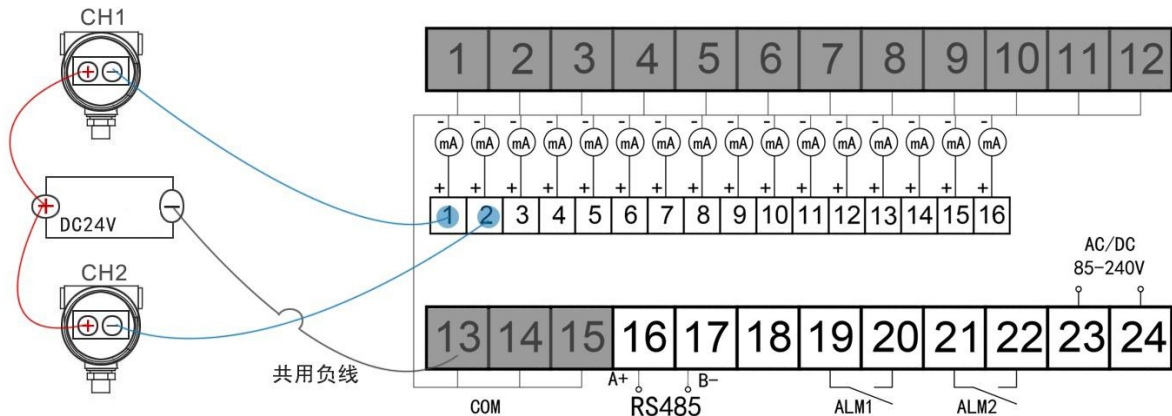 CH1
+ −
DC24V
+ −
CH2
+ −
共用负线
1 2 3 4 5 6 7 8 9 10 11 12
- - - - - - - - - - - - - - - -
mA mA mA mA mA mA mA mA mA mA mA mA mA mA mA mA
+ + + + + + + + + + + + + + + +
1 2 3 4 5 6 7 8 9 10 11 12 13 14 15 16
AC/DC
85-240V
13 14 15 16 17 18 19 20 21 22 23 24
A+ B-
COM RS485 ALM1 ALM2